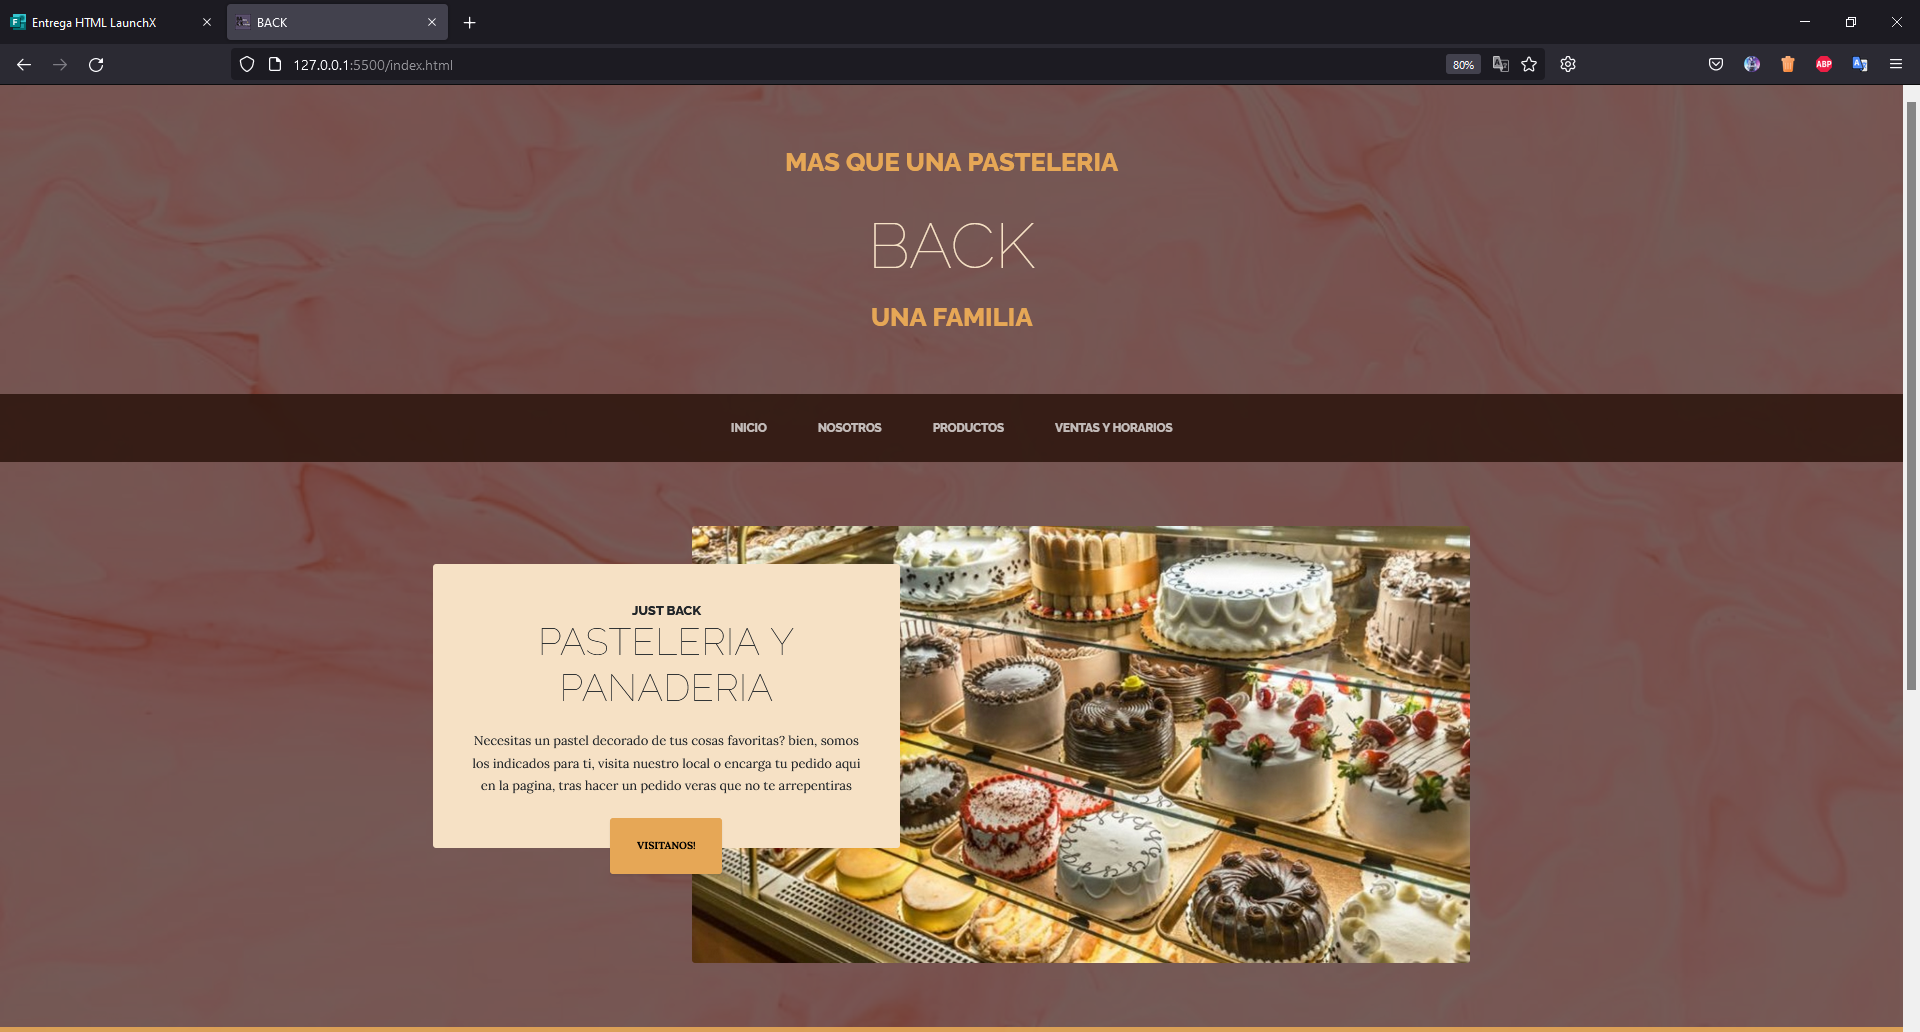 Entrega HTML LaunchX
BACK
127.0.0.1:5500/index.html
80%
ABP
MAS QUE UNA PASTELERIA
BACK
UNA FAMILIA
INICIO NOSOTROS PRODUCTOS VENTAS Y HORARIOS
JUST BACK
PASTELERIA Y
PANADERIA
Necesitas un pastel decorado de tus cosas favoritas? bien, somos
los indicados para ti, visita nuestro local o encarga tu pedido aqui
en la pagina, tras hacer un pedido veras que no te arrepentiras
VISITANOS!